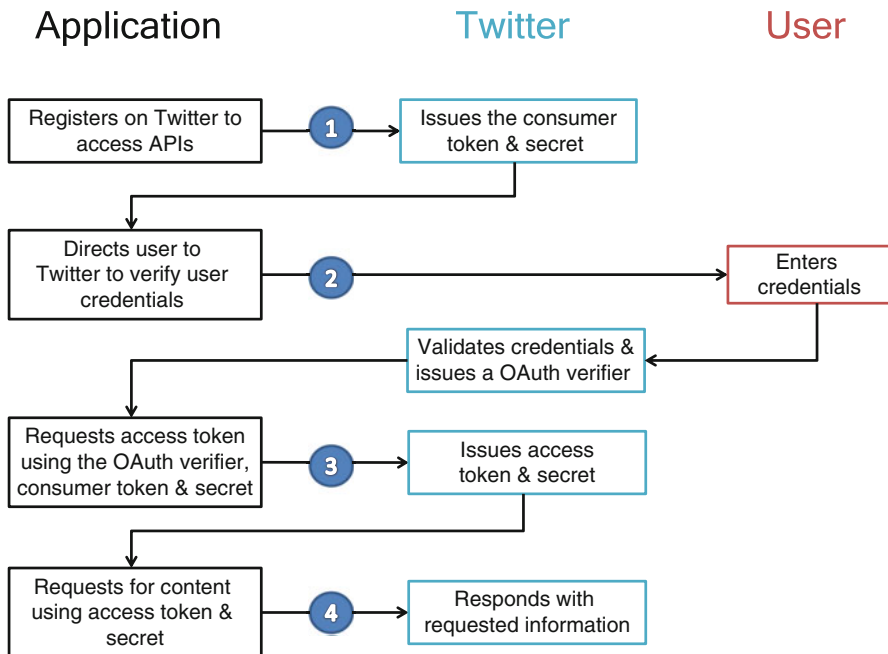 Application
Twitter
User
Registers on Twitter to
access APIs
1
Issues the consumer
token & secret
Directs user to
Twitter to verify user
credentials
2
Enters
credentials
Validates credentials &
issues a OAuth verifier
Requests access token
using the OAuth verifier,
consumer token & secret
3
Issues access
token & secret
Requests for content
using access token &
secret
4
Responds with
requested information